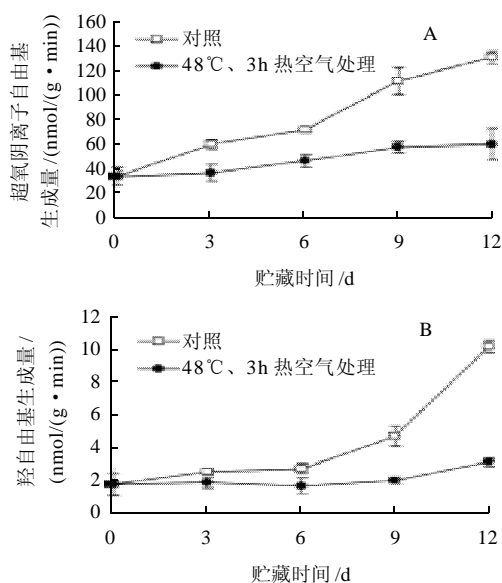 超氧阴离子自由基
生成量/(nmol/(g·min))
160
140
120
100
80
60
40
20
0
对照
48℃、3h 热空气处理
A
0 3 6 9 12
贮藏时间/d
羟自由基生成量/
(nmol/(g·min))
12
10
8
6
4
2
0
对照
48℃、3h 热空气处理
B
0 3 6 9 12
贮藏时间/d